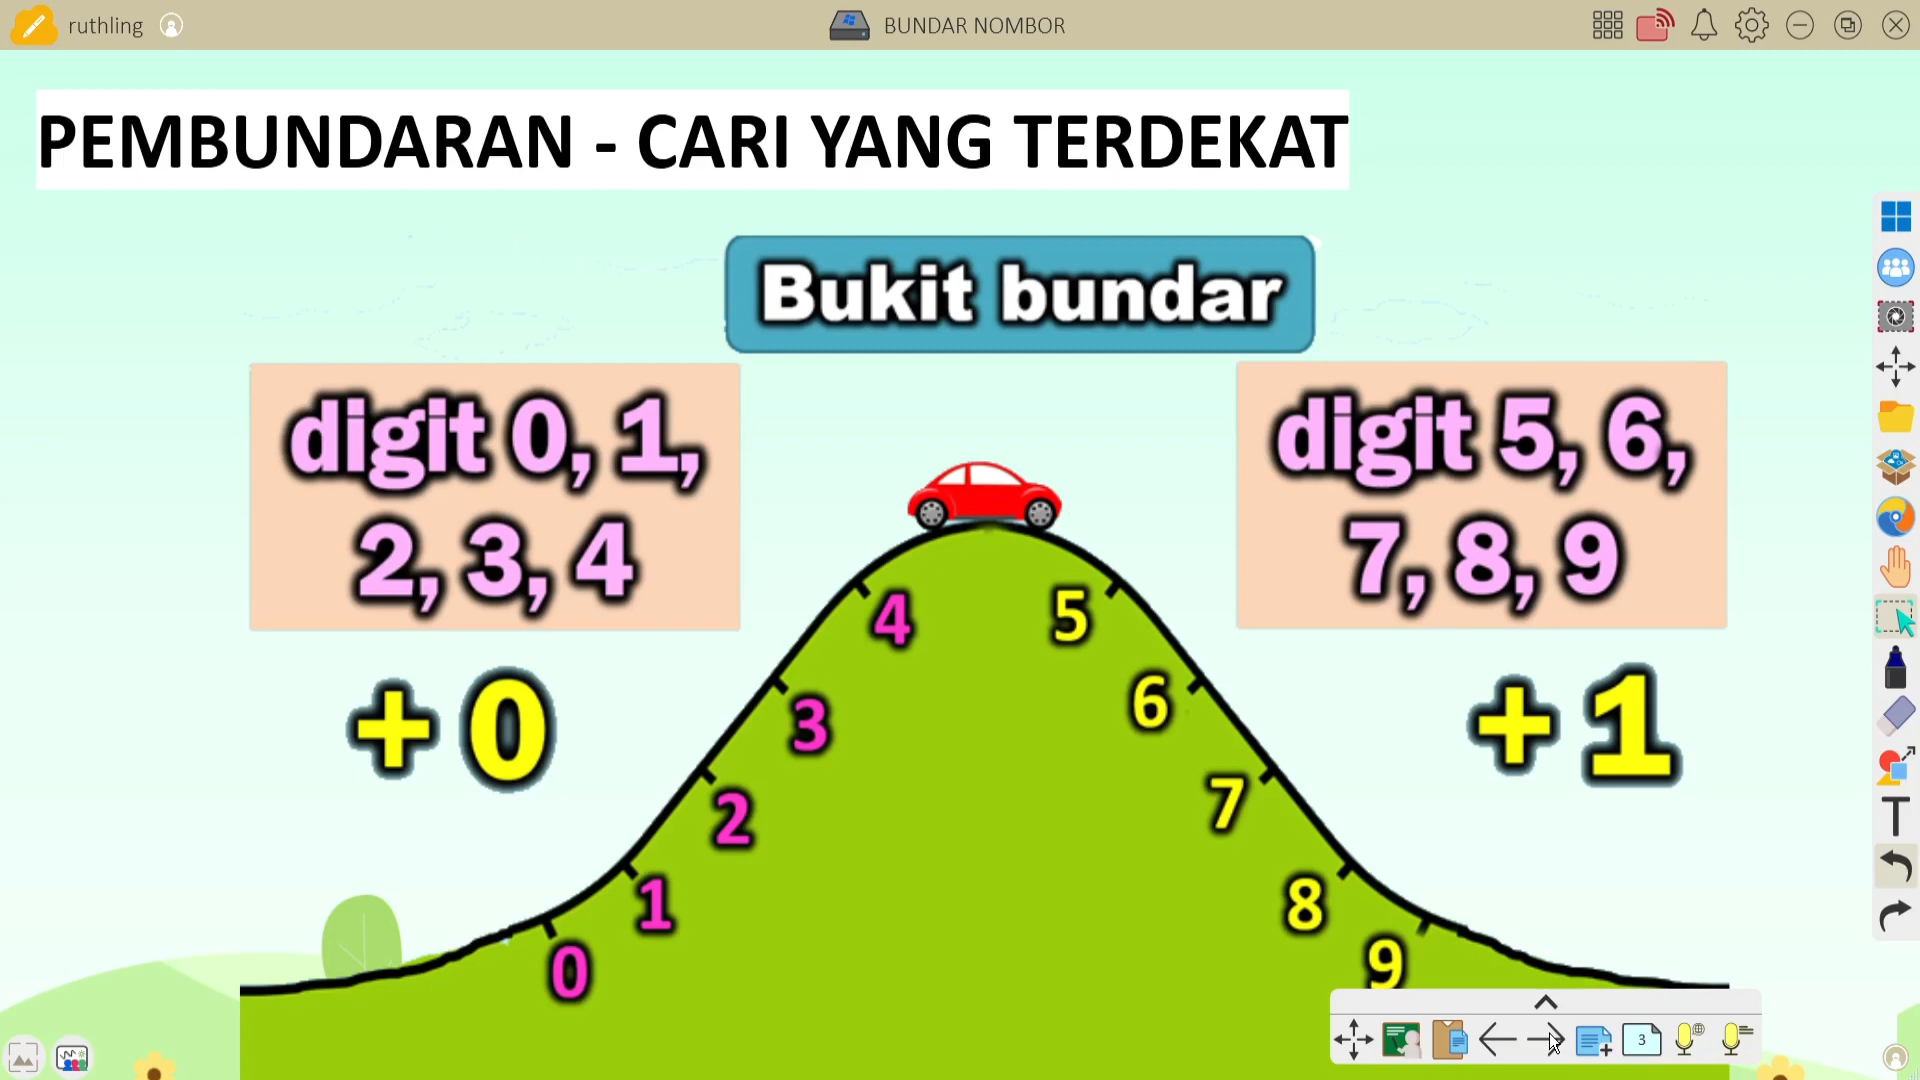 ruthling
BUNDAR NOMBOR
PEMBUNDARAN - CARI YANG TERDEKAT
Bukit bundar
digit 0, 1,
2, 3, 4
digit 5, 6,
7, 8, 9
+ 0
+ 1
4
5
3
6
2
7
1
8
0
9
T
3